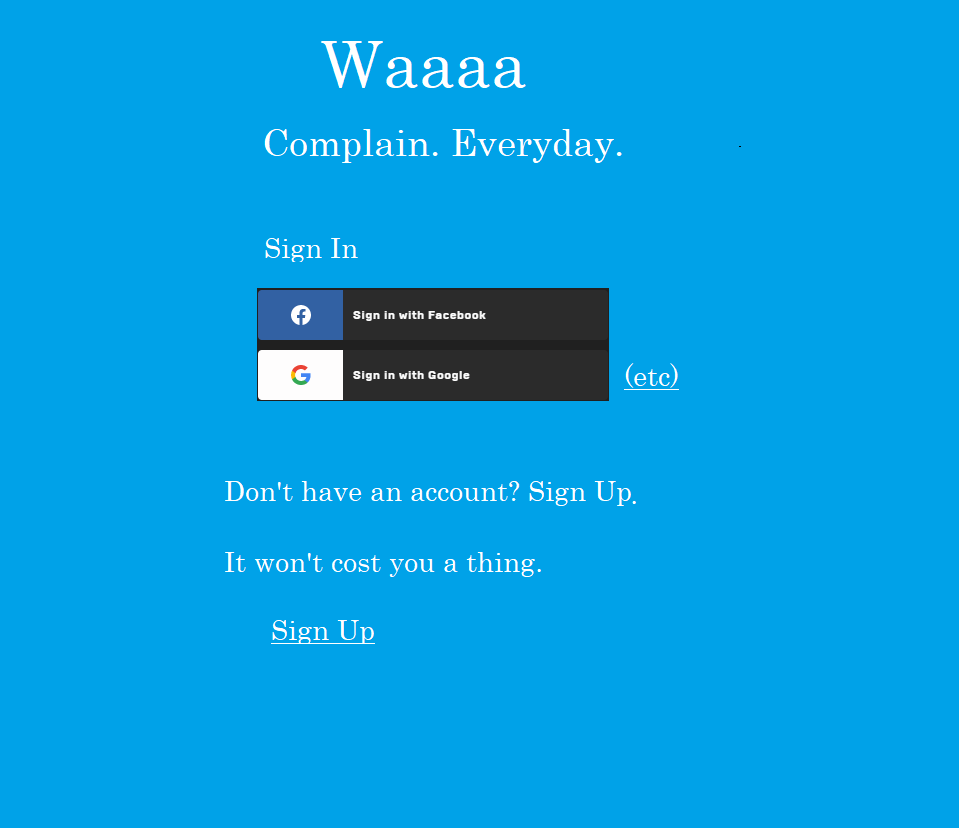 Waaaa
Complain. Everyday.
Sign In
Sign in with Facebook
Sign in with Google
(etc)
Don't have an account? Sign Up.
It won't cost you a thing.
Sign Up